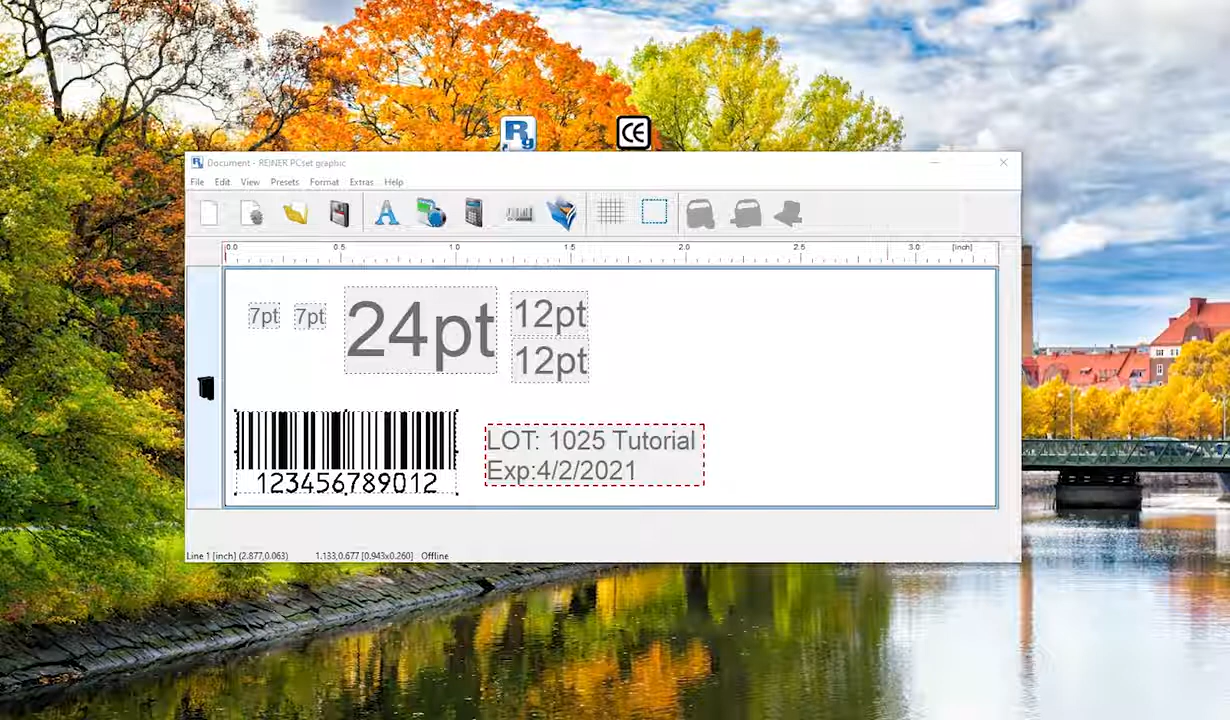 Rg
CE
Document - REINER PCset graphic
File Edit View Presets Format Extras Help
0.0 0.5 1.0 1.5 2.0 2.5 3.0 [inch]
7pt 7pt 24pt 12pt
12pt
123456789012
LOT: 1025 Tutorial
Exp:4/2/2021
Line 1 [inch] (2.877,0.063) 1.133,0.677 [0.943x0.260] Offline